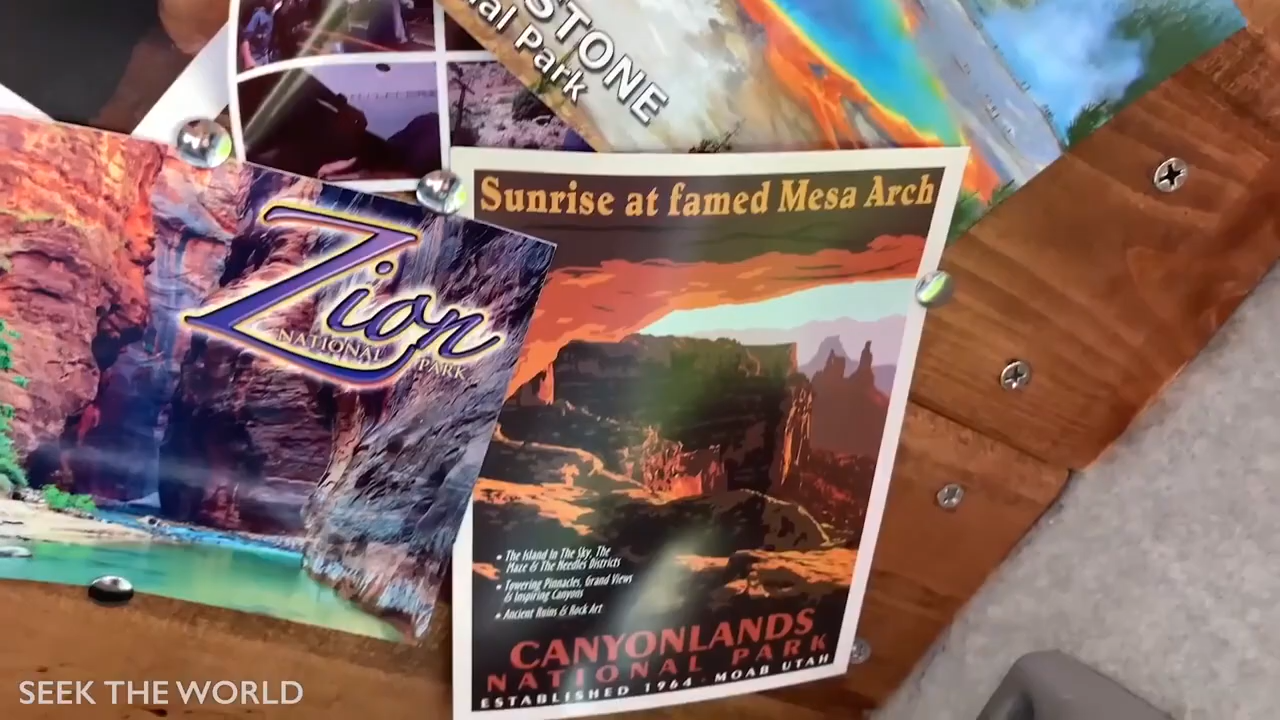 STONE
al Park
Sunrise at famed Mesa Arch
Zion
NATIONAL PARK
• The Island In The Sky, The
Maze & The Needles Districts
• Towering Pinnacles, Grand Views
& Inspiring Canyons
• Ancient Ruins & Rock Art
CANYONLANDS
NATIONAL PARK
ESTABLISHED 1964 · MOAB UTAH
SEEK THE WORLD